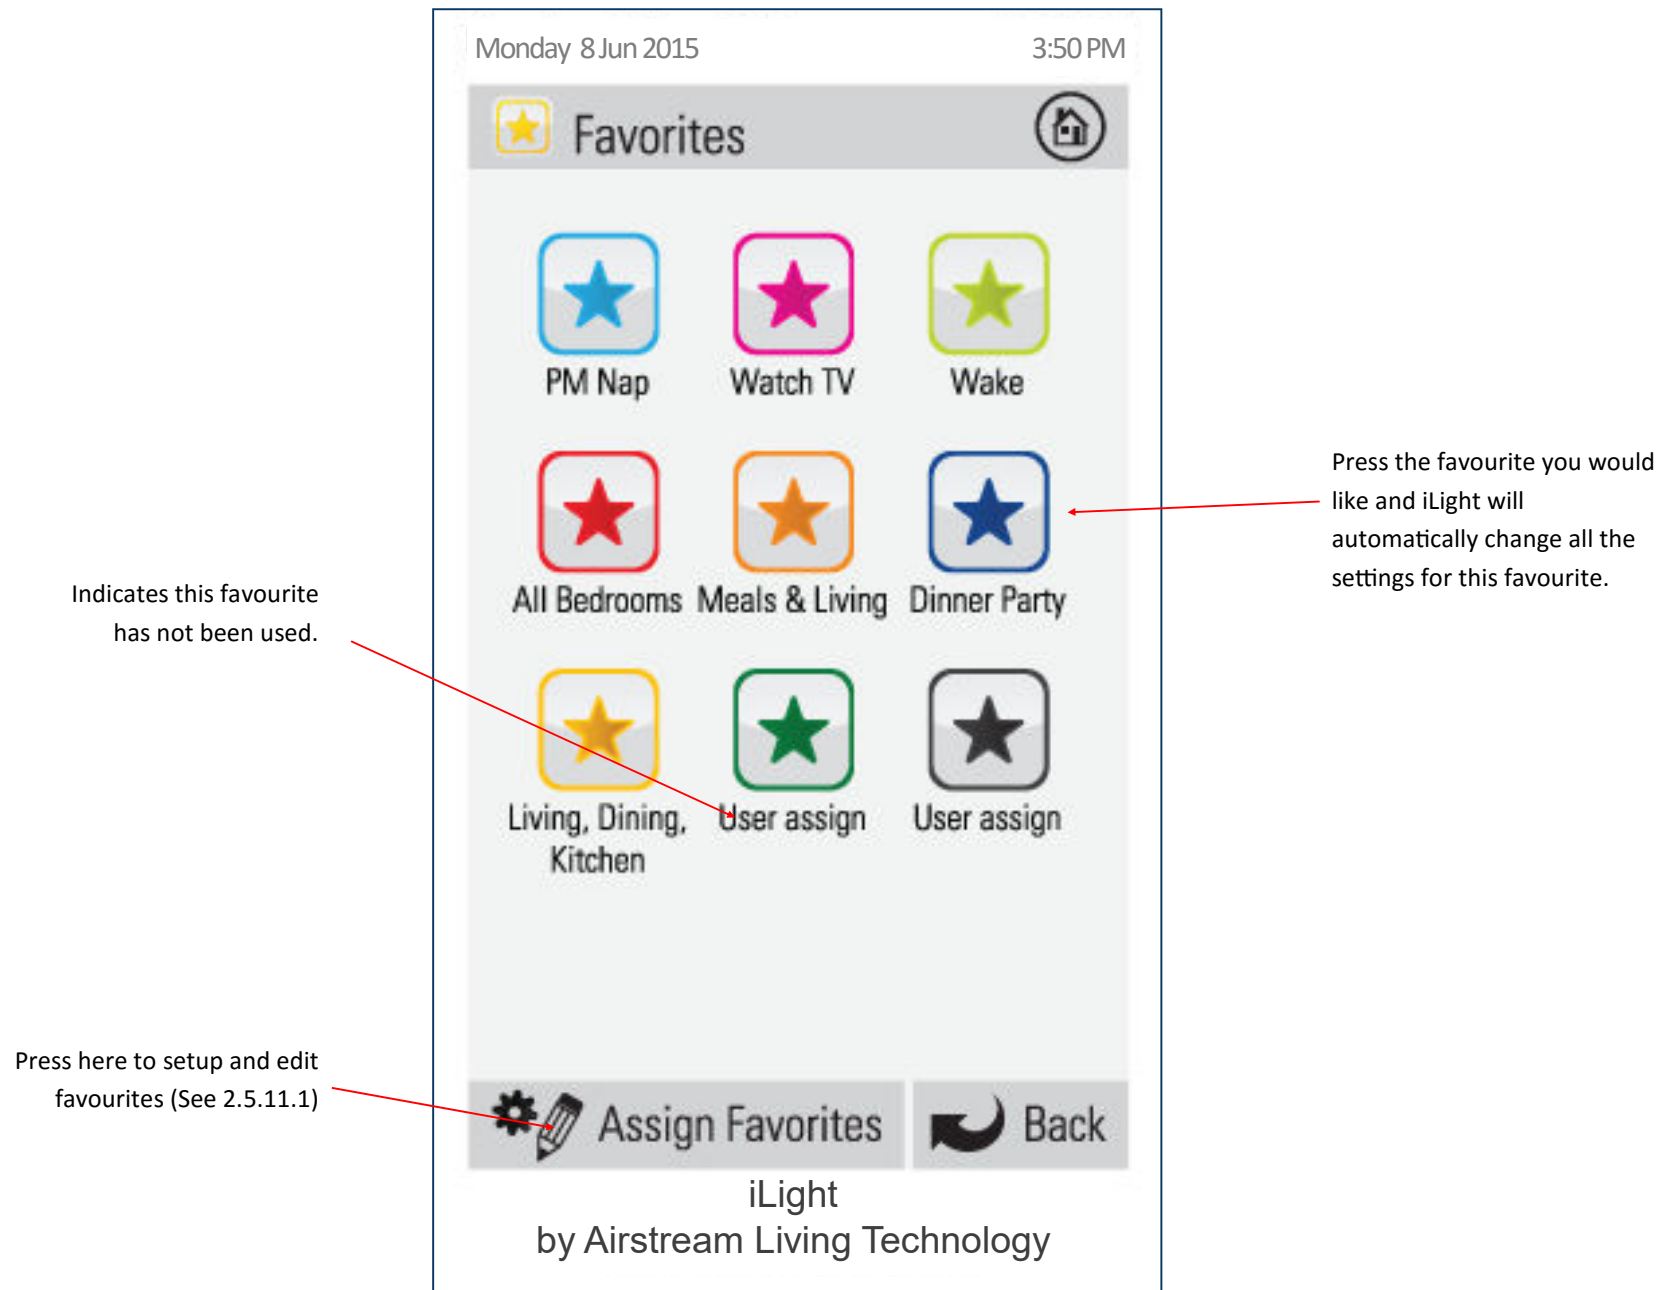 Monday 8 Jun 2015 3:50 PM
Favorites
PM Nap Watch TV Wake
Press the favourite you would
like and iLight will
automatically change all the
settings for this favourite.
All Bedrooms Meals & Living Dinner Party
Indicates this favourite
has not been used.
Living, Dining,
Kitchen
User assign
User assign
Press here to setup and edit
favourites (See 2.5.11.1)
Assign Favorites Back
iLight
by Airstream Living Technology